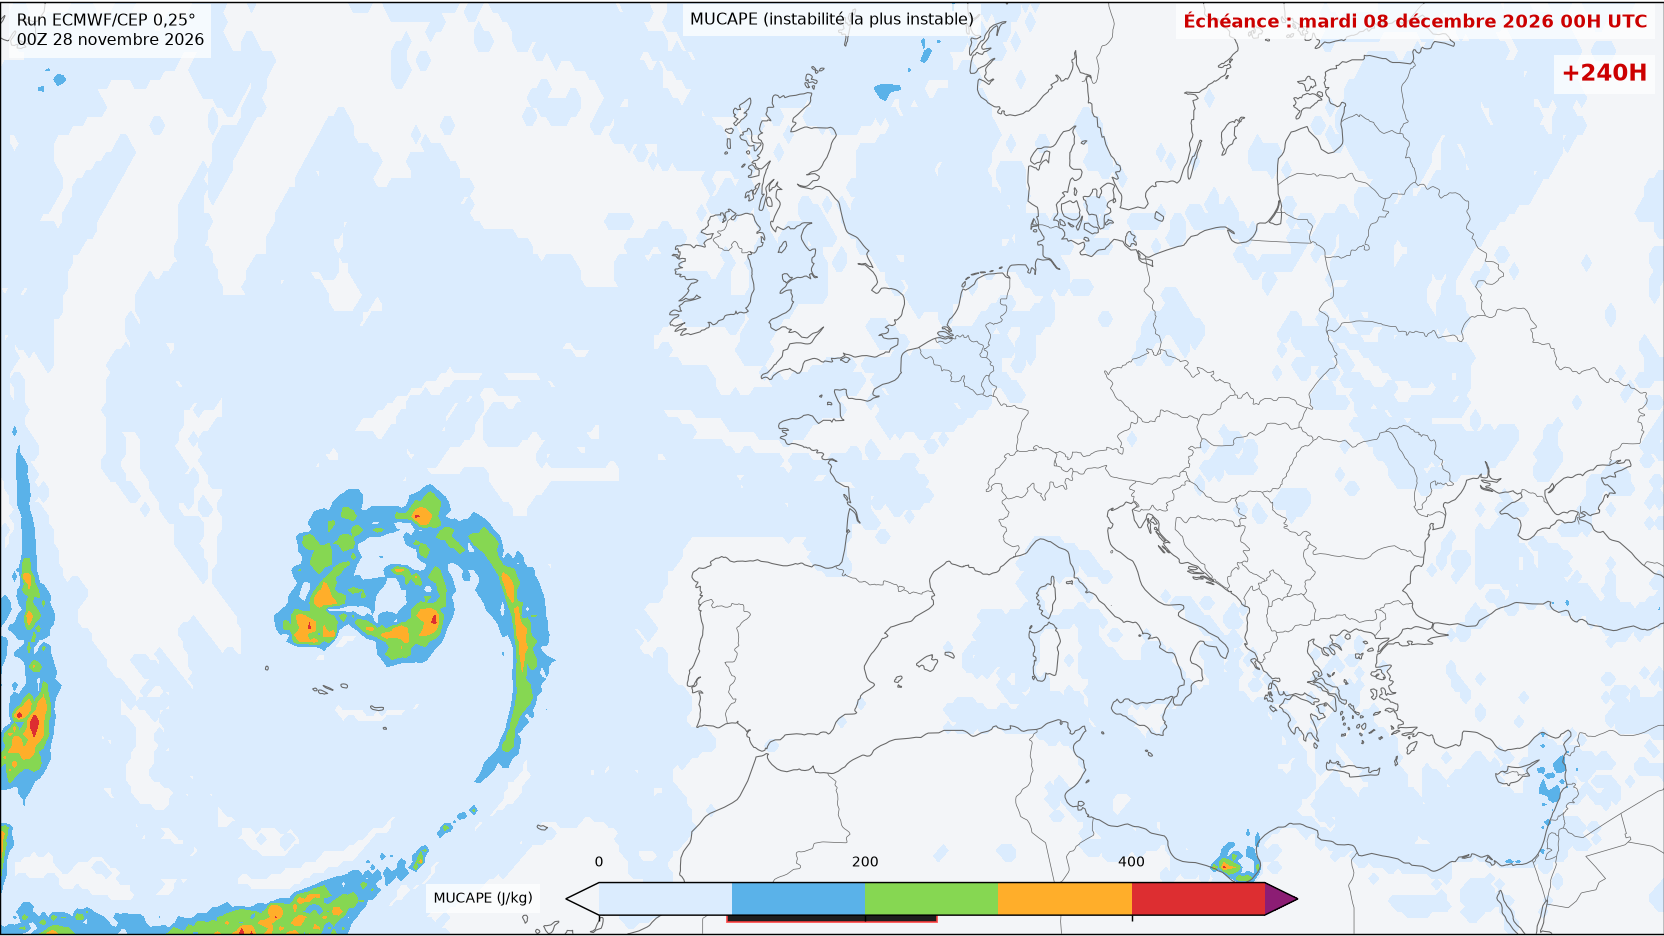 Run ECMWF/CEP 0,25°
00Z 28 novembre 2026
MUCAPE (instabilité la plus instable)
Échéance : mardi 08 décembre 2026 00H UTC
+240H
0 200 400
MUCAPE (J/kg)